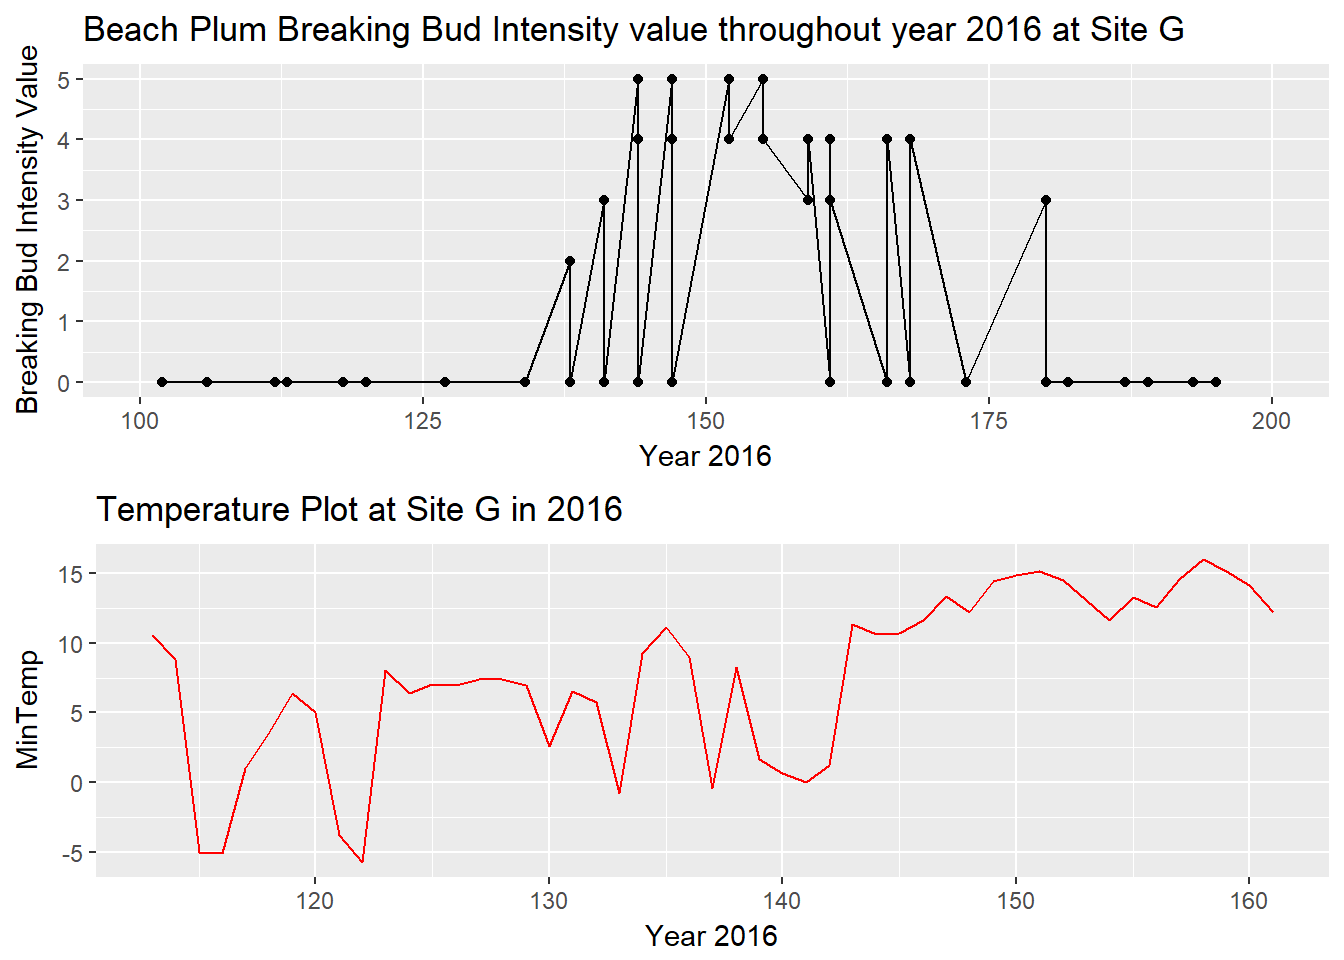 Beach Plum Breaking Bud Intensity value throughout year 2016 at Site G
Breaking Bud Intensity Value
5
4
3
2
1
0
100 125 150 175 200
Year 2016
Temperature Plot at Site G in 2016
MinTemp
15
10
5
0
-5
120 130 140 150 160
Year 2016